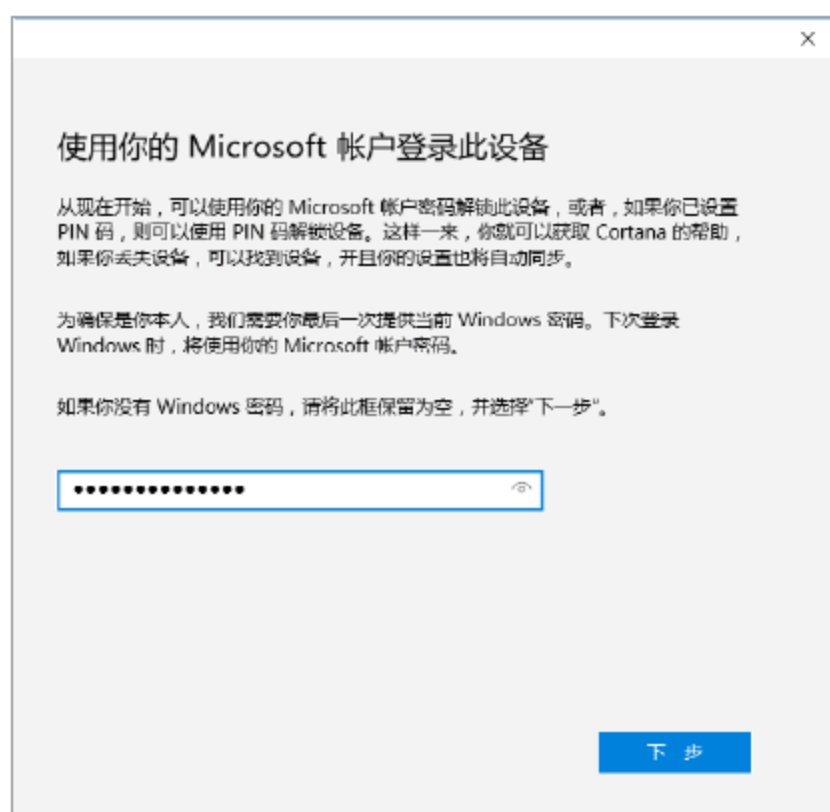 使用你的 Microsoft 帐户登录此设备
从现在开始，可以使用你的 Microsoft 帐户密码解锁此设备，或者，如果你已设置
PIN 码，则可以使用 PIN 码解锁设备。这样一来，你就可以获取 Cortana 的帮助，
如果你丢失设备，可以找到设备，并且你的设置也将自动同步。
为确保是你本人，我们需要你最后一次提供当前 Windows 密码。下次登录
Windows 时，将使用你的 Microsoft 帐户密码。
如果你没有 Windows 密码，请将此框保留为空，并选择"下一步"。
••••••••••••••
下一步